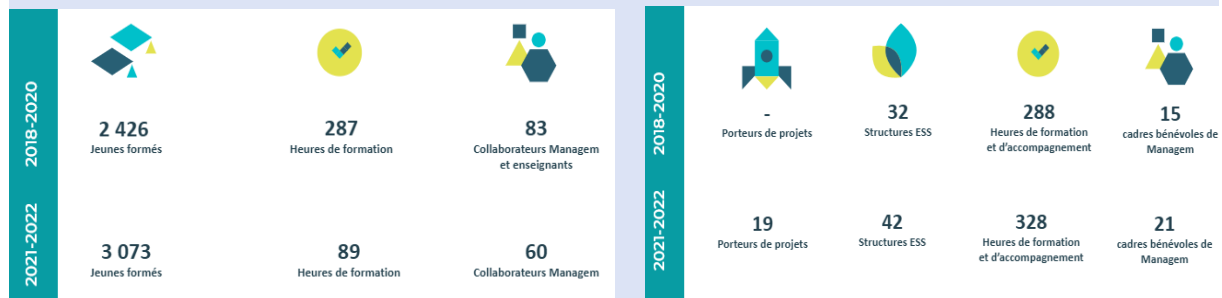 2018-2020
2 426
Jeunes formés
287
Heures de formation
83
Collaborateurs Managem
et enseignants
2021-2022
3 073
Jeunes formés
89
Heures de formation
60
Collaborateurs Managem
2018-2020
-
Porteurs de projets
32
Structures ESS
288
Heures de formation
et d'accompagnement
15
cadres bénévoles de
Managem
2021-2022
19
Porteurs de projets
42
Structures ESS
328
Heures de formation
et d'accompagnement
21
cadres bénévoles de
Managem